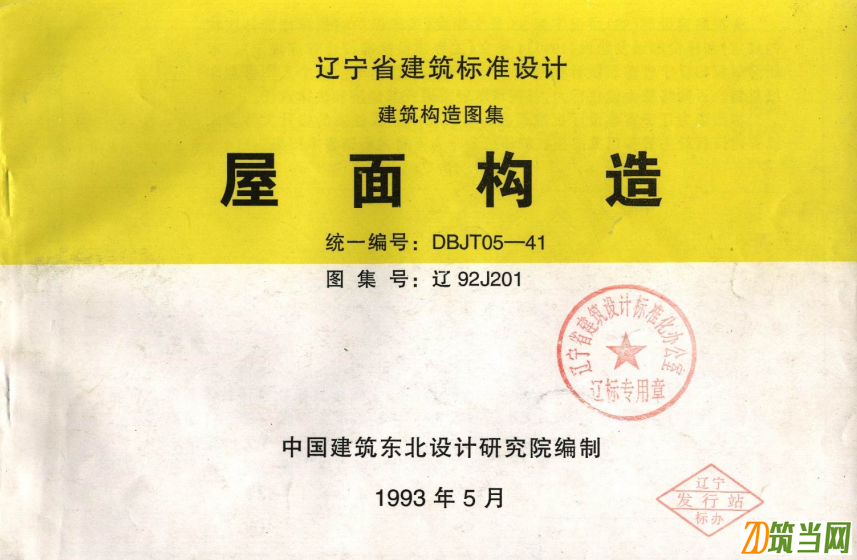 辽宁省建筑标准设计
建筑构造图集
屋面构造
统一编号：DBJT05—41
图集号：辽92J201
辽宁省建筑设计标准化办公室
辽标专用章
中国建筑东北设计研究院编制
1993年5月
辽宁
发行站
标办
ZD筑当网